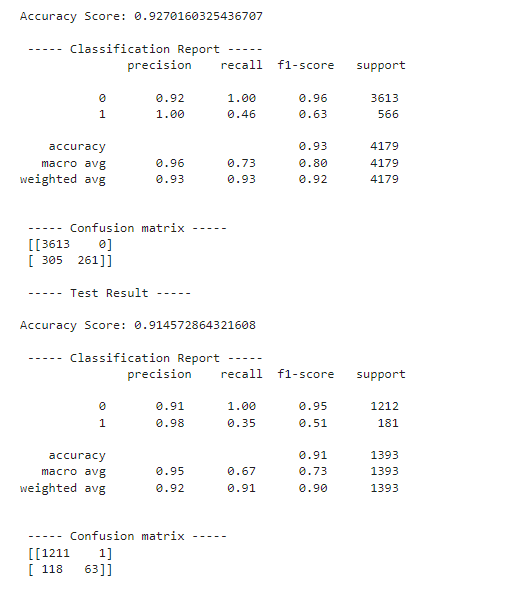 Accuracy Score: 0.9270160325436707
----- Classification Report -----
precision recall f1-score support
0 0.92 1.00 0.96 3613
1 1.00 0.46 0.63 566
accuracy 0.93 4179
macro avg 0.96 0.73 0.80 4179
weighted avg 0.93 0.93 0.92 4179
----- Confusion matrix -----
[[3613 0]
[ 305 261]]
----- Test Result -----
Accuracy Score: 0.914572864321608
----- Classification Report -----
precision recall f1-score support
0 0.91 1.00 0.95 1212
1 0.98 0.35 0.51 181
accuracy 0.91 1393
macro avg 0.95 0.67 0.73 1393
weighted avg 0.92 0.91 0.90 1393
----- Confusion matrix -----
[[1211 1]
[ 118 63]]